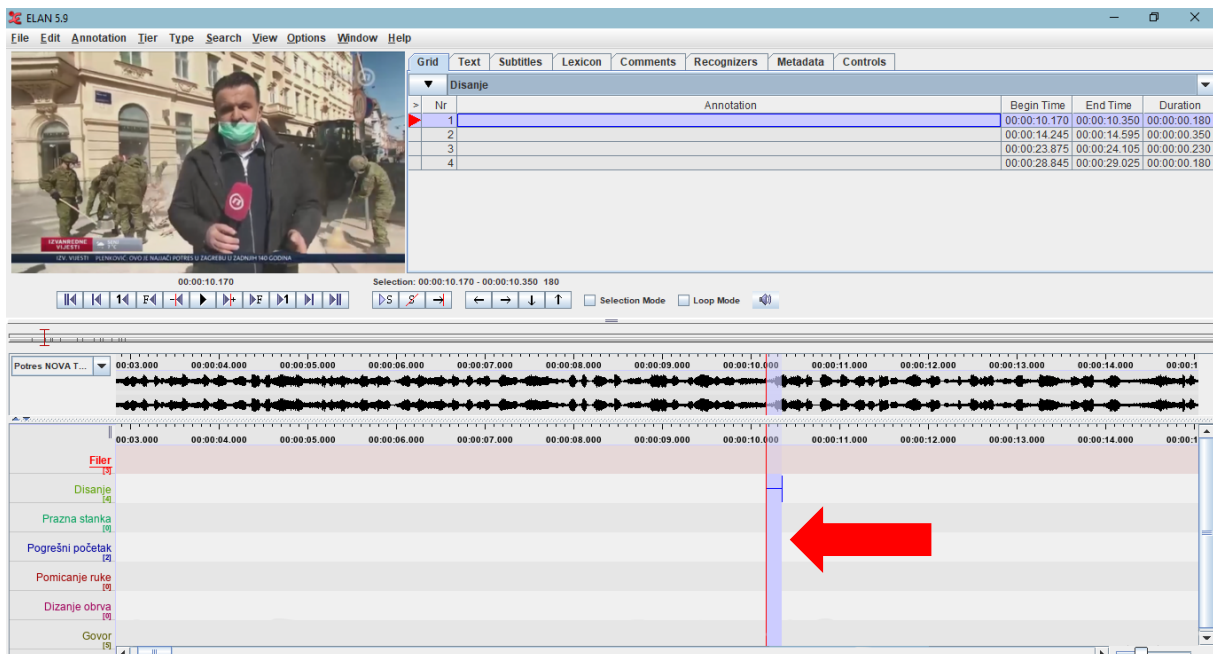 ELAN 5.9
File Edit Annotation Tier Type Search View Options Window Help
Grid Text Subtitles Lexicon Comments Recognizers Metadata Controls
Disanje
> Nr Annotation Begin Time End Time Duration
1 00:00:10.170 00:00:10.350 00:00:00.180
2 00:00:14.245 00:00:14.595 00:00:00.350
3 00:00:23.875 00:00:24.105 00:00:00.230
4 00:00:28.845 00:00:29.025 00:00:00.180
IZVANREDNE
VIJESTI
IZV. VIJESTI PLENKOVIĆ: OVO JE NAJJAČI POTRES U ZAGREBU U ZADNJIH 140 GODINA
00:00:10.170 Selection: 00:00:10.170 - 00:00:10.350 180
1 F + F 1 S S Selection Mode Loop Mode
Potres NOVA T... 00:03.000 00:00:04.000 00:00:05.000 00:00:06.000 00:00:07.000 00:00:08.000 00:00:09.000 00:00:10.000 00:00:11.000 00:00:12.000 00:00:13.000 00:00:14.000 00:00:1
00:03.000 00:00:04.000 00:00:05.000 00:00:06.000 00:00:07.000 00:00:08.000 00:00:09.000 00:00:10.000 00:00:11.000 00:00:12.000 00:00:13.000 00:00:14.000 00:00:1
Filer
[3]
Disanje
[4]
Prazna stanka
[0]
Pogrešni početak
[2]
Pomicanje ruke
[0]
Dizanje obrva
[0]
Govor
[5]